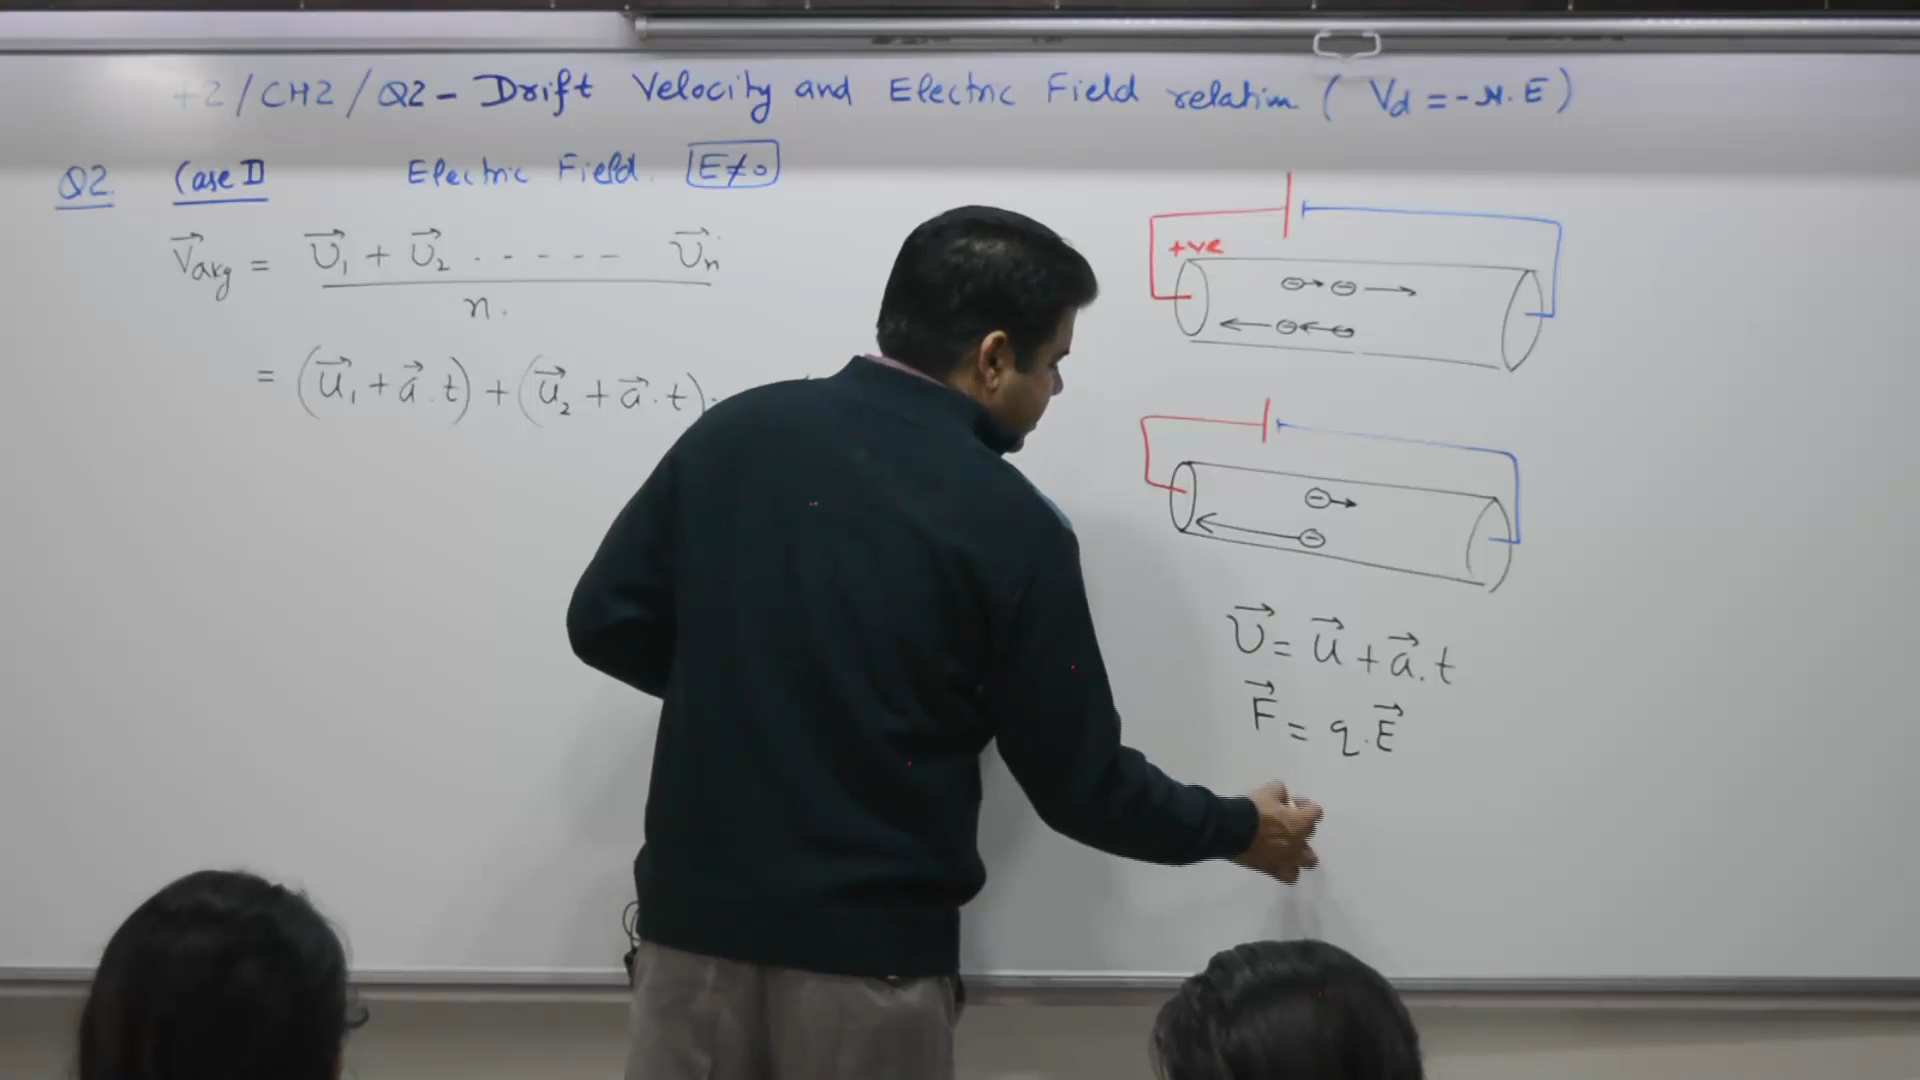 +2/CH2/Q2- Drift Velocity and Electric Field relation ( Vd = -μ. E )
Q2. Case II Electric Field. E≠0
V⃗avg = υ⃗₁ + υ⃗₂ ...... υ⃗n
n.
= (u⃗₁ + a⃗.t) + (u⃗₂ + a⃗.t).
+ve
υ⃗ = u⃗ + a⃗.t
F⃗ = q.E⃗